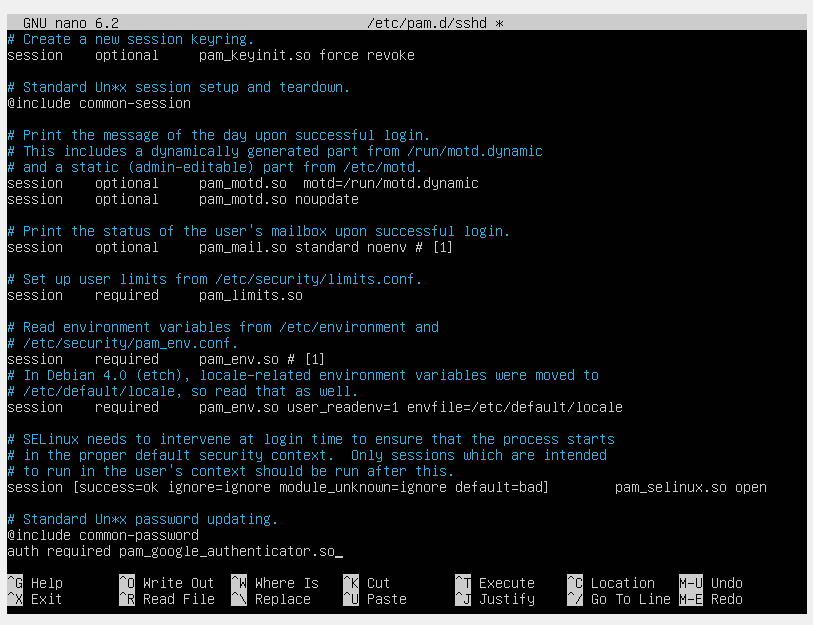 GNU nano 6.2 /etc/pam.d/sshd *
# Create a new session keyring.
session optional pam_keyinit.so force revoke
# Standard Un*x session setup and teardown.
@include common-session
# Print the message of the day upon successful login.
# This includes a dynamically generated part from /run/motd.dynamic
# and a static (admin-editable) part from /etc/motd.
session optional pam_motd.so motd=/run/motd.dynamic
session optional pam_motd.so noupdate
# Print the status of the user's mailbox upon successful login.
session optional pam_mail.so standard noenv # [1]
# Set up user limits from /etc/security/limits.conf.
session required pam_limits.so
# Read environment variables from /etc/environment and
# /etc/security/pam_env.conf.
session required pam_env.so # [1]
# In Debian 4.0 (etch), locale-related environment variables were moved to
# /etc/default/locale, so read that as well.
session required pam_env.so user_readenv=1 envfile=/etc/default/locale
# SELinux needs to intervene at login time to ensure that the process starts
# in the proper default security context.  Only sessions which are intended
# to run in the user's context should be run after this.
session [success=ok ignore=ignore module_unknown=ignore default=bad] pam_selinux.so open
# Standard Un*x password updating.
@include common-password
auth required pam_google_authenticator.so_
^G Help ^O Write Out ^W Where Is ^K Cut ^T Execute ^C Location M-U Undo
^X Exit ^R Read File ^\ Replace ^U Paste ^J Justify ^/ Go To Line M-E Redo